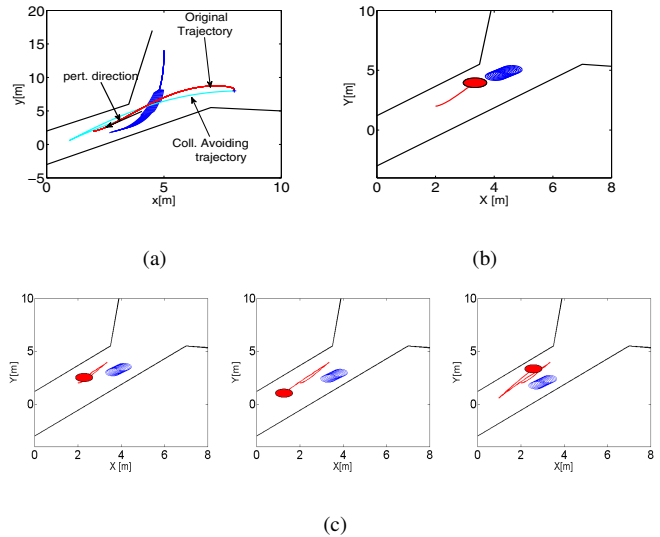 20
15
10
5
0
−5
y[m]
0
5
10
x[m]
Original
Trajectory
pert. direction
Coll. Avoiding
trajectory
(a)
10
5
0
Y[m]
0
2
4
6
8
X [m]
(b)
10
5
0
Y[m]
0
2
4
6
8
X [m]
10
5
0
Y[m]
0
2
4
6
8
X[m]
10
5
0
Y[m]
0
2
4
6
8
X[m]
(c)